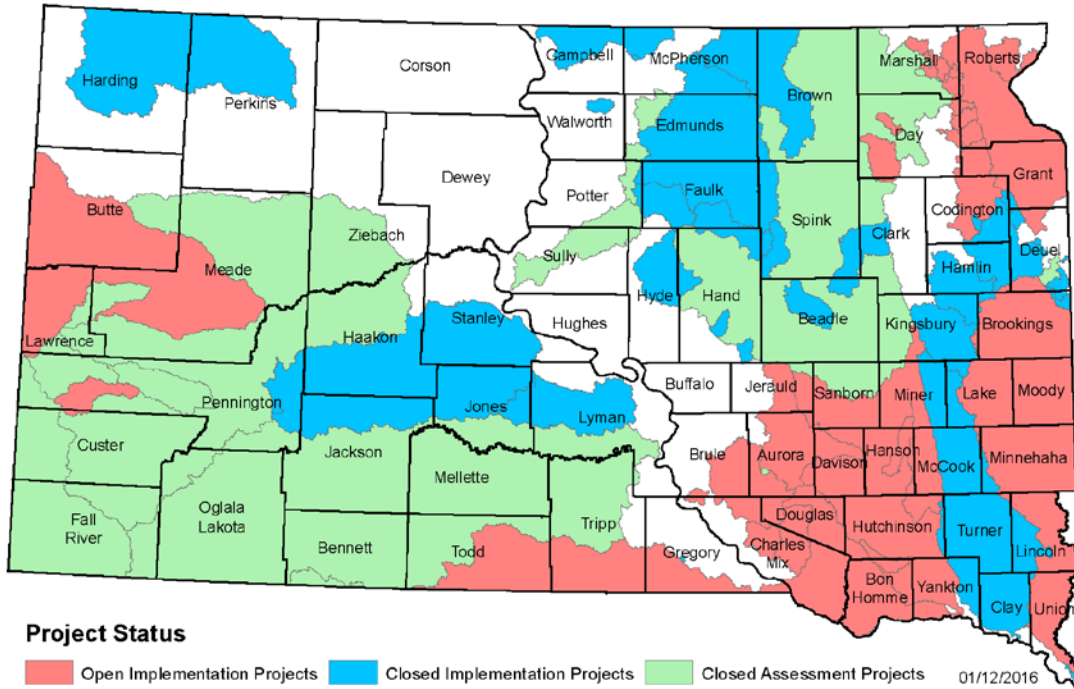 Harding
Perkins
Corson
Campbell
McPherson
Brown
Marshall
Roberts
Walworth
Edmunds
Day
Dewey
Grant
Butte
Ziebach
Potter
Faulk
Spink
Clark
Codington
Meade
Sully
Hyde
Hand
Hamlin
Deuel
Lawrence
Haakon
Stanley
Hughes
Beadle
Kingsbury
Brookings
Pennington
Jones
Lyman
Buffalo
Jerauld
Sanborn
Miner
Lake
Moody
Custer
Jackson
Mellette
Brule
Aurora
Davison
Hanson
McCook
Minnehaha
Fall
River
Oglala
Lakota
Bennett
Todd
Tripp
Gregory
Charles
Mix
Douglas
Hutchinson
Turner
Lincoln
Bon
Homme
Yankton
Clay
Union
Project Status
Open Implementation Projects
Closed Implementation Projects
Closed Assessment Projects
01/12/2016